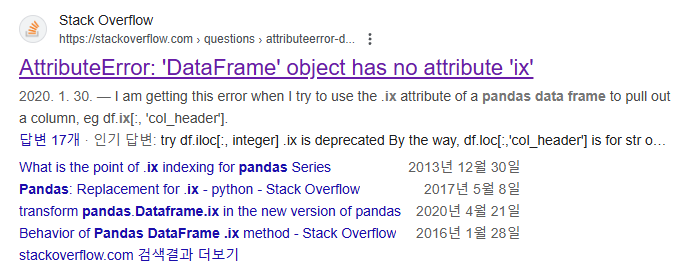 Stack Overflow
https://stackoverflow.com › questions › attributeerror-d...
AttributeError: 'DataFrame' object has no attribute 'ix'
2020. 1. 30. — I am getting this error when I try to use the .ix attribute of a pandas data frame to pull out
a column, eg df.ix[:, 'col_header'].
답변 17개 · 인기 답변: try df.iloc[:, integer] .ix is deprecated By the way, df.loc[:,'col_header'] is for str o…
What is the point of .ix indexing for pandas Series 2013년 12월 30일
Pandas: Replacement for .ix - python - Stack Overflow 2017년 5월 8일
transform pandas.Dataframe.ix in the new version of pandas 2020년 4월 21일
Behavior of Pandas DataFrame .ix method - Stack Overflow 2016년 1월 28일
stackoverflow.com 검색결과 더보기